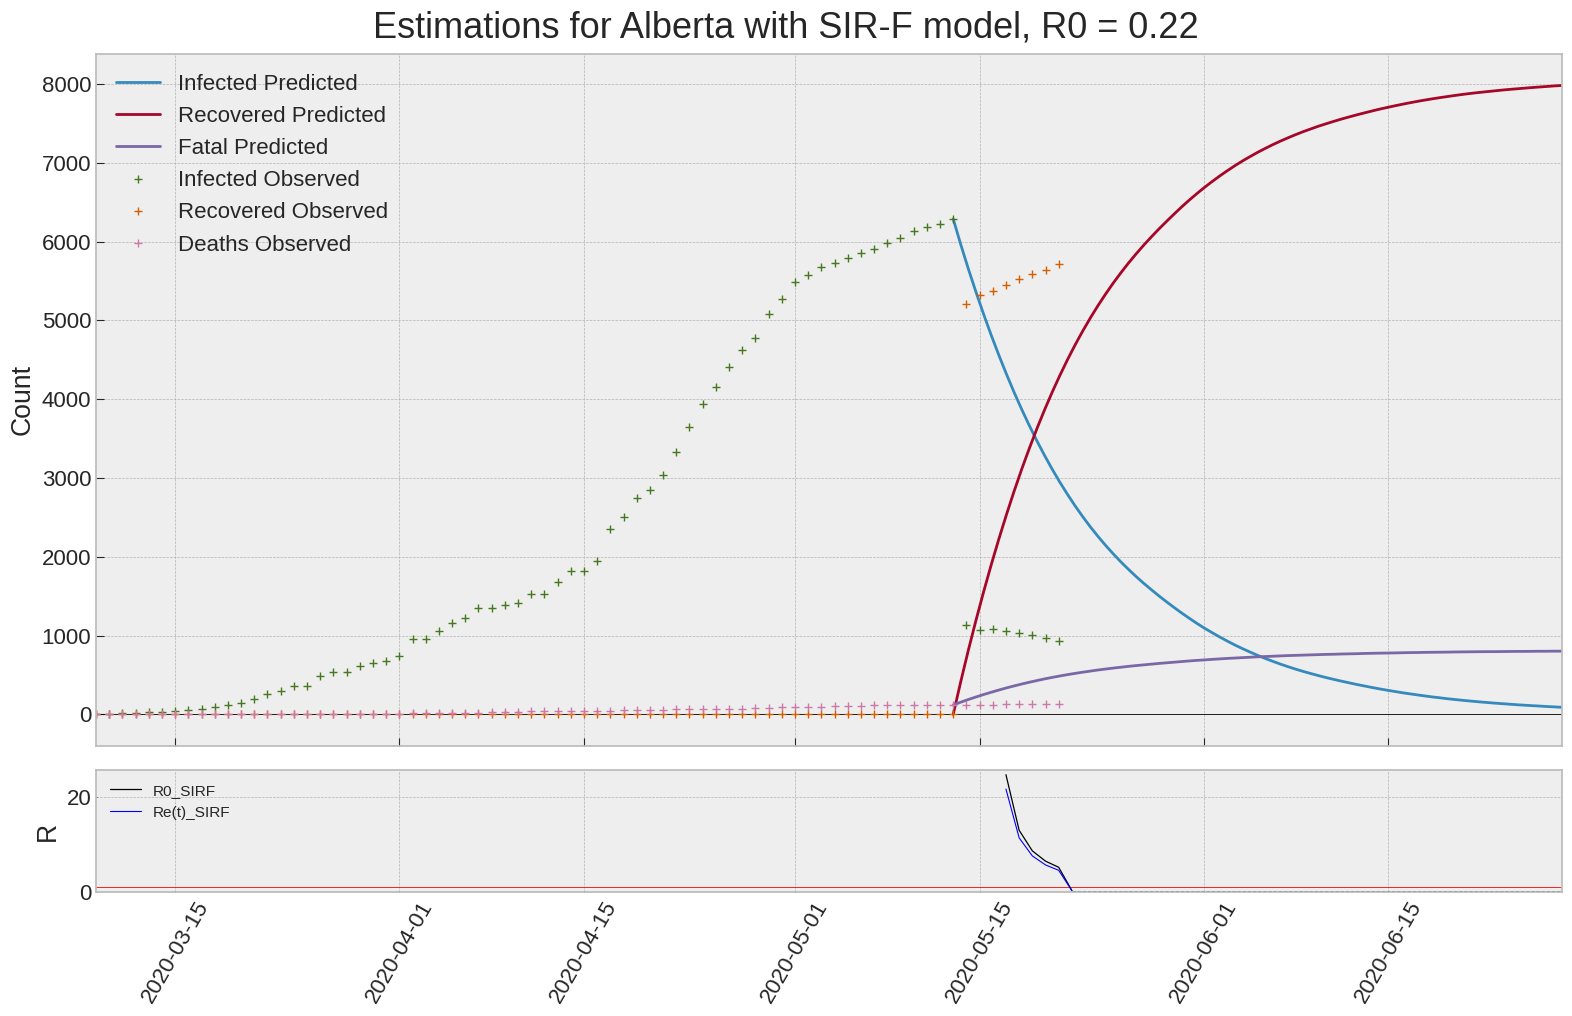 Estimations for Alberta with SIR-F model, R0 = 0.22
Infected Predicted
Recovered Predicted
Fatal Predicted
Infected Observed
Recovered Observed
Deaths Observed
8000
7000
6000
5000
4000
3000
2000
1000
0
Count
R0_SIRF
Re(t)_SIRF
20
0
R
2020-03-15
2020-04-01
2020-04-15
2020-05-01
2020-05-15
2020-06-01
2020-06-15